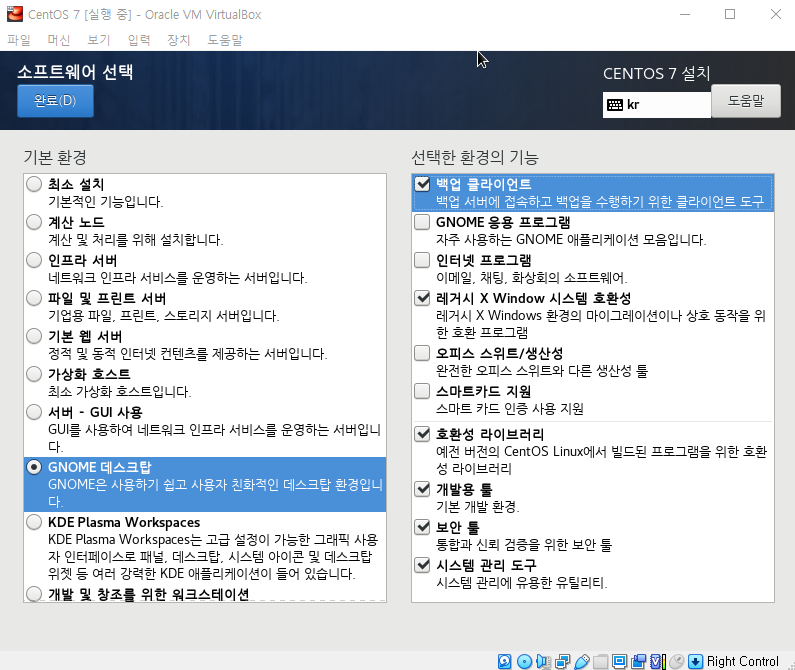 CentOS 7 [실행 중] - Oracle VM VirtualBox
파일 머신 보기 입력 장치 도움말
소프트웨어 선택
CENTOS 7 설치
완료(D)
kr
도움말
기본 환경
최소 설치
기본적인 기능입니다.
계산 노드
계산 및 처리를 위해 설치합니다.
인프라 서버
네트워크 인프라 서비스를 운영하는 서버입니다.
파일 및 프린트 서버
기업용 파일, 프린트, 스토리지 서버입니다.
기본 웹 서버
정적 및 동적 인터넷 컨텐츠를 제공하는 서버입니다.
가상화 호스트
최소 가상화 호스트입니다.
서버 - GUI 사용
GUI를 사용하여 네트워크 인프라 서비스를 운영하는 서버입니
다.
GNOME 데스크탑
GNOME은 사용하기 쉽고 사용자 친화적인 데스크탑 환경입니
다.
KDE Plasma Workspaces
KDE Plasma Workspaces는 고급 설정이 가능한 그래픽 사용
자 인터페이스로 패널, 데스크탑, 시스템 아이콘 및 데스크탑
위젯 등 여러 강력한 KDE 애플리케이션이 들어 있습니다.
개발 및 창조를 위한 워크스테이션
선택한 환경의 기능
백업 클라이언트
백업 서버에 접속하고 백업을 수행하기 위한 클라이언트 도구
GNOME 응용 프로그램
자주 사용하는 GNOME 애플리케이션 모음입니다.
인터넷 프로그램
이메일, 채팅, 화상회의 소프트웨어.
레거시 X Window 시스템 호환성
레거시 X Windows 환경의 마이그레이션이나 상호 동작을 위
한 호환 프로그램
오피스 스위트/생산성
완전한 오피스 스위트와 다른 생산성 툴
스마트카드 지원
스마트 카드 인증 사용 지원
호환성 라이브러리
예전 버전의 CentOS Linux에서 빌드된 프로그램을 위한 호환
성 라이브러리
개발용 툴
기본 개발 환경.
보안 툴
통합과 신뢰 검증을 위한 보안 툴
시스템 관리 도구
시스템 관리에 유용한 유틸리티.
Right Control